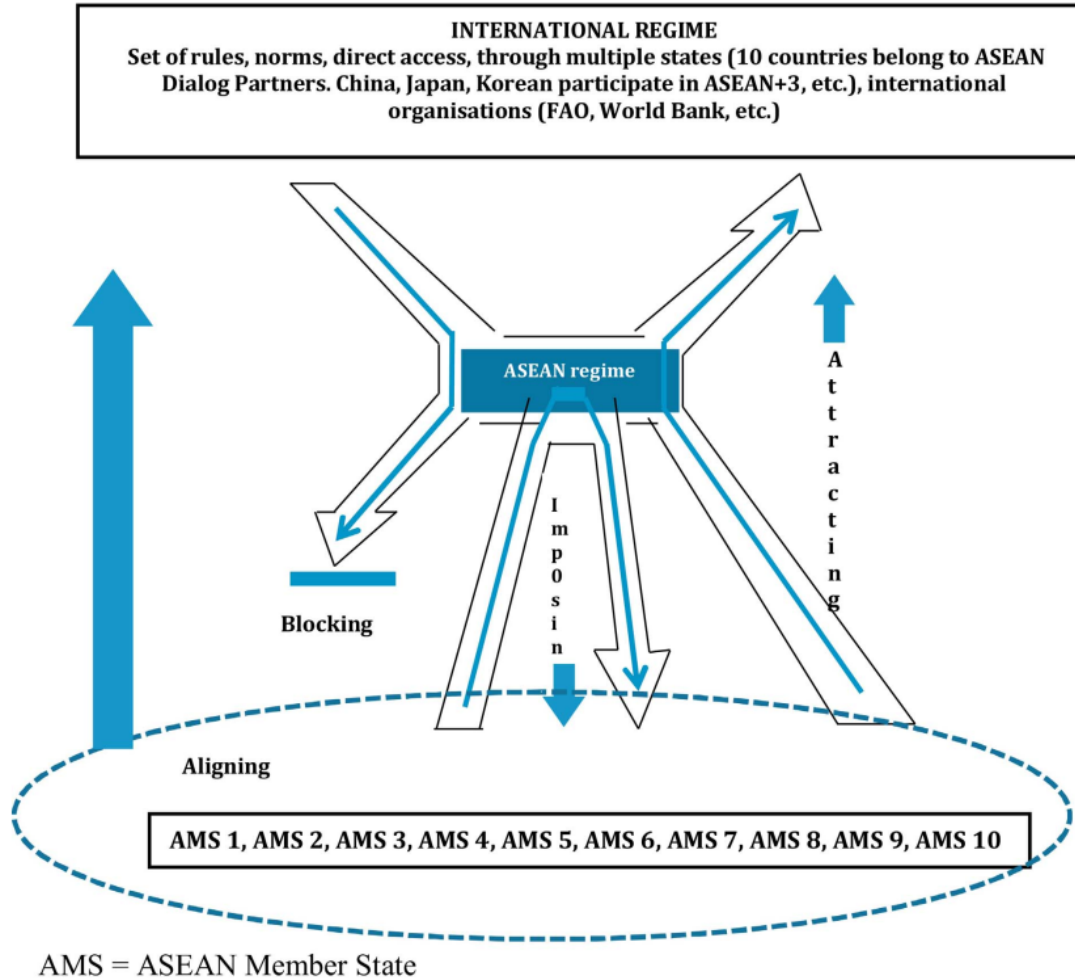 INTERNATIONAL REGIME
Set of rules, norms, direct access, through multiple states (10 countries belong to ASEAN
Dialog Partners. China, Japan, Korean participate in ASEAN+3, etc.), international
organisations (FAO, World Bank, etc.)
ASEAN regime
Attracting
Imp0sin
Blocking
Aligning
AMS 1, AMS 2, AMS 3, AMS 4, AMS 5, AMS 6, AMS 7, AMS 8, AMS 9, AMS 10
AMS = ASEAN Member State